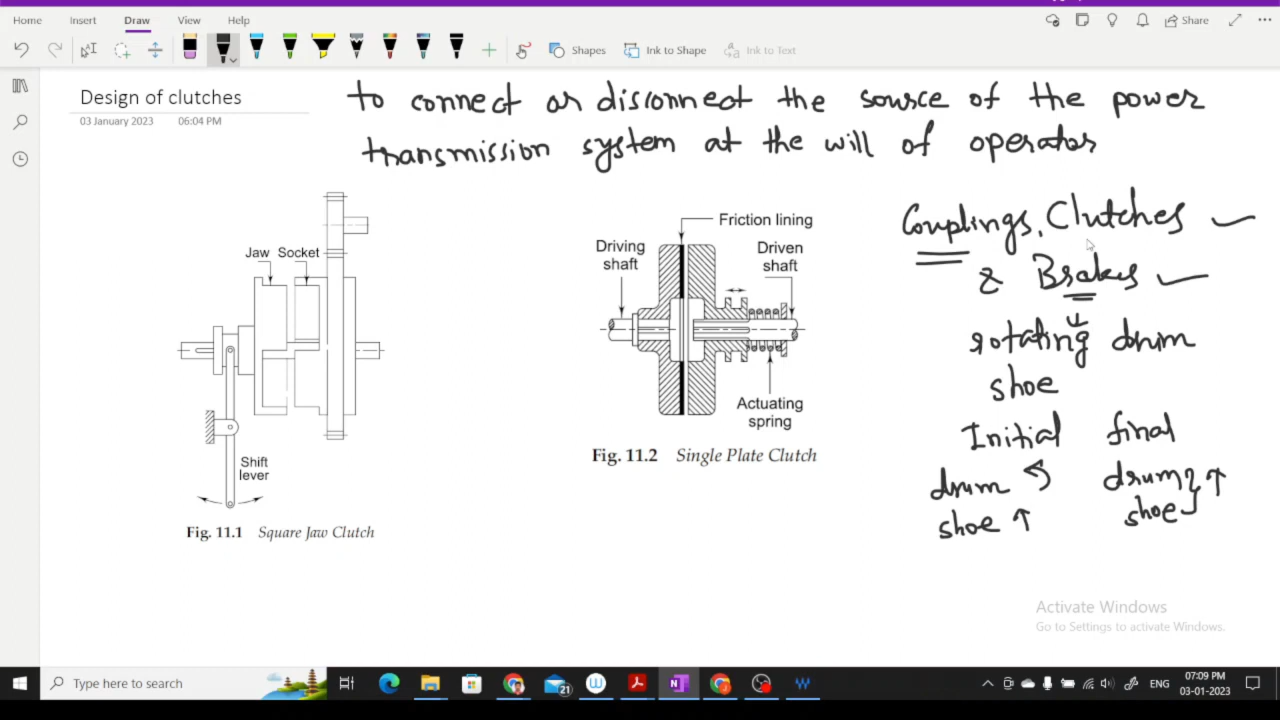 Home Insert Draw View Help
Share
Shapes Ink to Shape Ink to Text
Design of clutches
03 January 2023 06:04 PM
to connect or disconnect the source of the power
transmission system at the will of operator
Couplings, Clutches
& Brakes
rotating drum
shoe
Initial final
drum drum
shoe shoe
Jaw Socket
Shift
lever
Fig. 11.1 Square Jaw Clutch
Friction lining
Driving
shaft
Driven
shaft
Actuating
spring
Fig. 11.2 Single Plate Clutch
Activate Windows
Go to Settings to activate Windows.
Type here to search
21
ENG
07:09 PM
03-01-2023